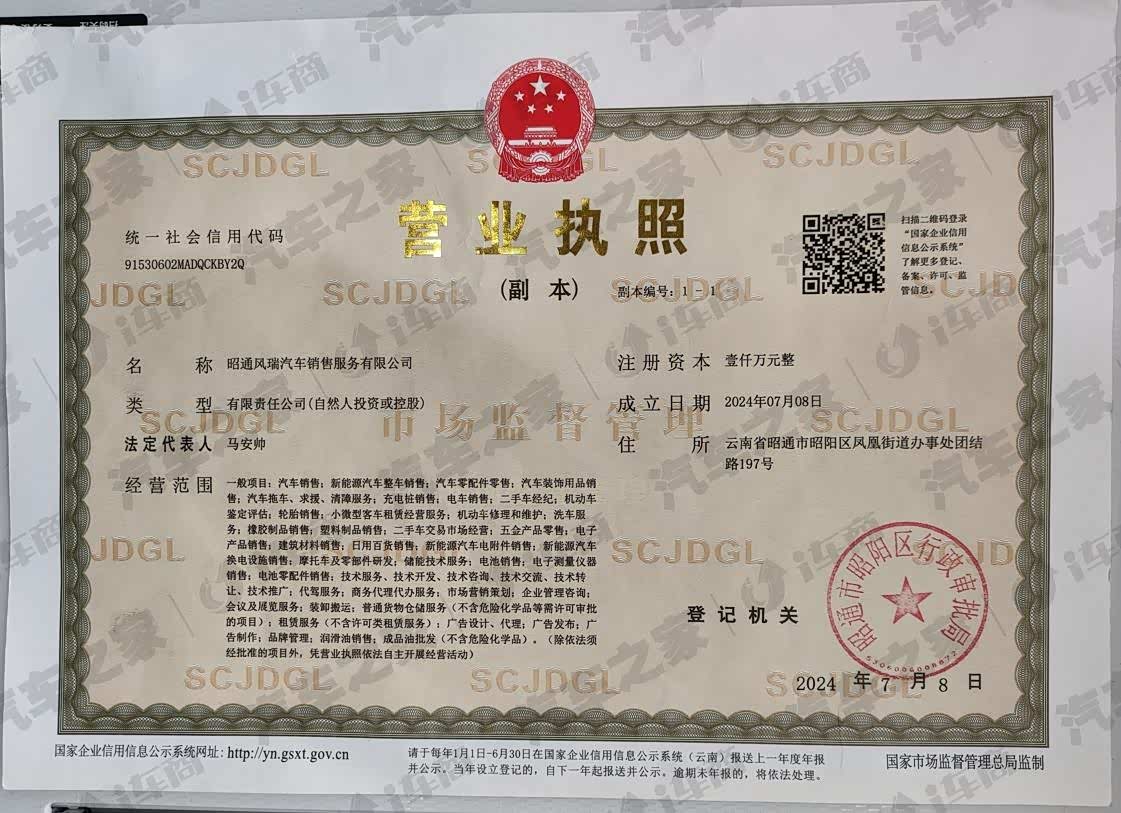 营业执照
(副 本)
副本编号：1 - 1
统一社会信用代码
91530602MADQCKBY2Q
扫描二维码登录
“国家企业信用
信息公示系统”
了解更多登记、
备案、许可、监
管信息。
名 称 昭通风瑞汽车销售服务有限公司
类 型 有限责任公司(自然人投资或控股)
法定代表人 马安帅
经营范围 一般项目：汽车销售；新能源汽车整车销售；汽车零配件零售；汽车装饰用品销
售；汽车拖车、求援、清障服务；充电桩销售；电车销售；二手车经纪；机动车
鉴定评估；轮胎销售；小微型客车租赁经营服务；机动车修理和维护；洗车服
务；橡胶制品销售；塑料制品销售；二手车交易市场经营；五金产品零售；电子
产品销售；建筑材料销售；日用百货销售；新能源汽车电附件销售；新能源汽车
换电设施销售；摩托车及零部件研发；储能技术服务；电池销售；电子测量仪器
销售；电池零配件销售；技术服务、技术开发、技术咨询、技术交流、技术转
让、技术推广；代驾服务；商务代理代办服务；市场营销策划；企业管理咨询；
会议及展览服务；装卸搬运；普通货物仓储服务（不含危险化学品等需许可审批
的项目）；租赁服务（不含许可类租赁服务）；广告设计、代理；广告发布；广
告制作；品牌管理；润滑油销售；成品油批发（不含危险化学品）。（除依法须
经批准的项目外，凭营业执照依法自主开展经营活动）
注册资本 壹仟万元整
成立日期 2024年07月08日
住 所 云南省昭通市昭阳区凤凰街道办事处团结
路197号
登记机关
昭通市昭阳区行政审批局
2024 年 7 月 8 日
国家企业信用信息公示系统网址：http://yn.gsxt.gov.cn
请于每年1月1日-6月30日在国家企业信用信息公示系统（云南）报送上一年度年报
并公示。当年设立登记的，自下一年起报送并公示。逾期未年报的，将依法处理。
国家市场监督管理总局监制
SCJDGL
市场监督管理
汽车之家
i车商